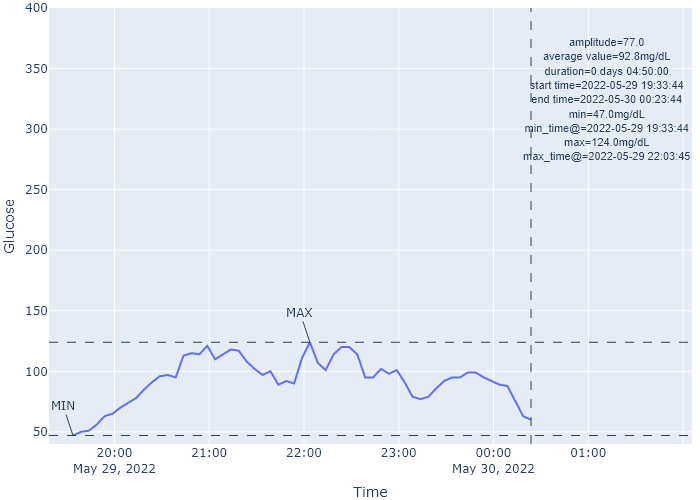 400
350
300
250
200
150
100
50
Glucose
amplitude=77.0
average value=92.8mg/dL
duration=0 days 04:50:00
start time=2022-05-29 19:33:44
end time=2022-05-30 00:23:44
min=47.0mg/dL
min_time@=2022-05-29 19:33:44
max=124.0mg/dL
max_time@=2022-05-29 22:03:45
MAX
MIN
20:00 21:00 22:00 23:00 00:00 01:00
May 29, 2022 May 30, 2022
Time